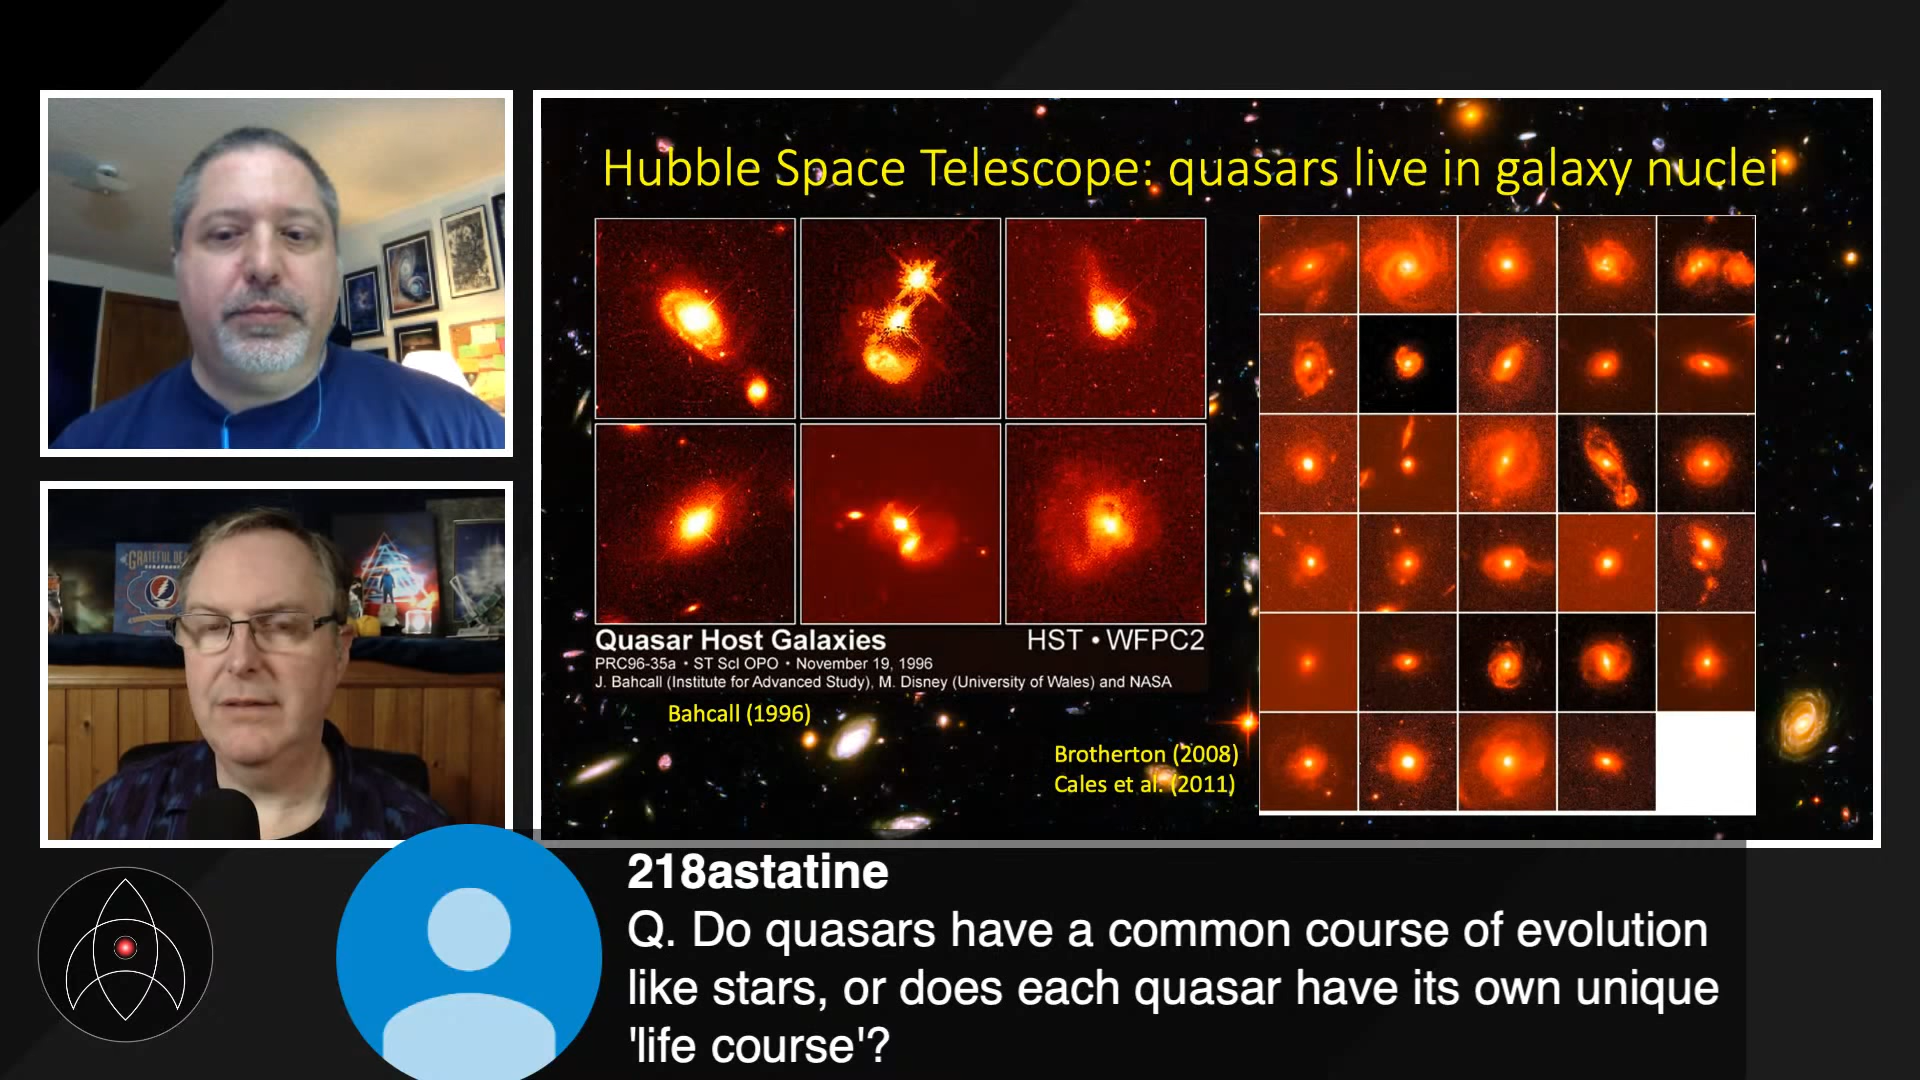 Hubble Space Telescope: quasars live in galaxy nuclei
Quasar Host Galaxies
HST • WFPC2
PRC96-35a • ST ScI OPO • November 19, 1996
J. Bahcall (Institute for Advanced Study), M. Disney (University of Wales) and NASA
Bahcall (1996)
Brotherton (2008)
Cales et al. (2011)
GRATEFUL DE
SCRAPBOOK
218astatine
Q. Do quasars have a common course of evolution
like stars, or does each quasar have its own unique
'life course'?